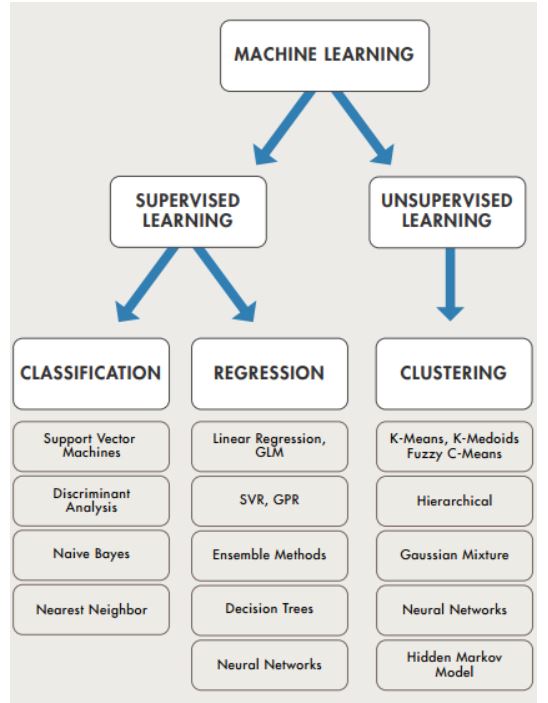 MACHINE LEARNING
SUPERVISED
LEARNING
UNSUPERVISED
LEARNING
CLASSIFICATION
REGRESSION
CLUSTERING
Support Vector
Machines
Discriminant
Analysis
Naive Bayes
Nearest Neighbor
Linear Regression,
GLM
SVR, GPR
Ensemble Methods
Decision Trees
Neural Networks
K-Means, K-Medoids
Fuzzy C-Means
Hierarchical
Gaussian Mixture
Neural Networks
Hidden Markov
Model